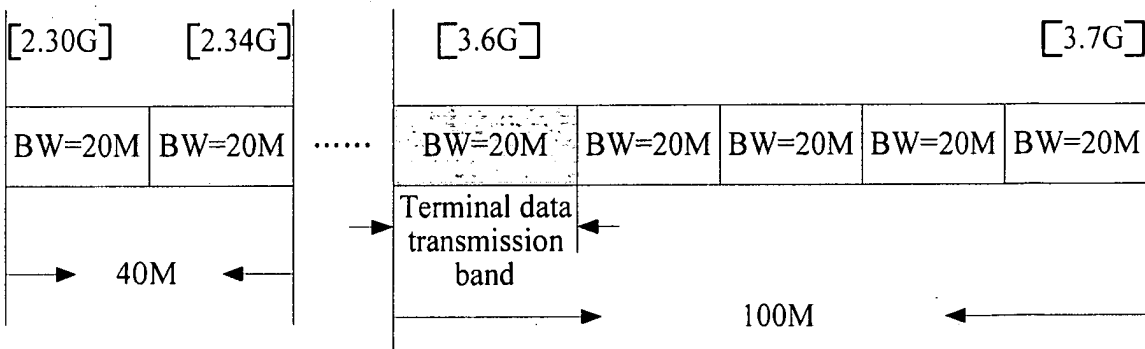 [2.30G] [2.34G] [3.6G] [3.7G]
BW=20M BW=20M ...... BW=20M BW=20M BW=20M BW=20M BW=20M
Terminal data
transmission
band
40M
100M